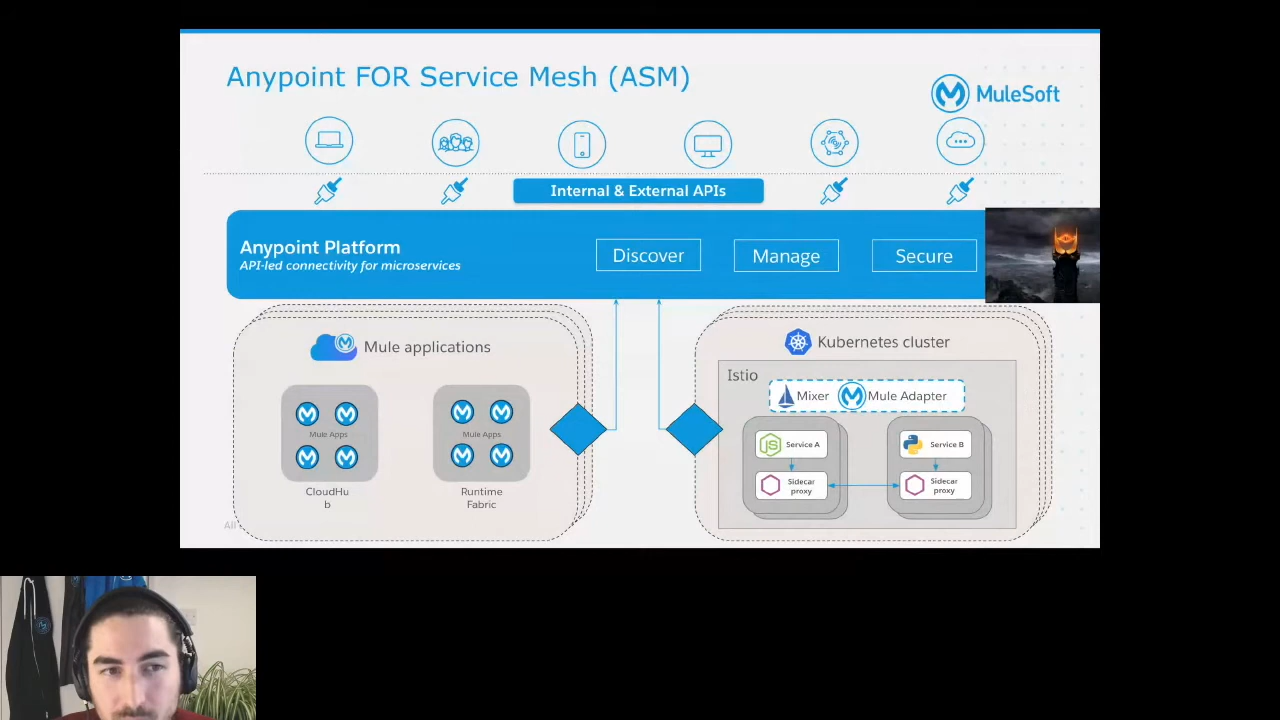 Anypoint FOR Service Mesh (ASM)
MuleSoft
Internal & External APIs
Anypoint Platform
API-led connectivity for microservices
Discover
Manage
Secure
Mule applications
Mule Apps
CloudHu
b
Mule Apps
Runtime
Fabric
Kubernetes cluster
Istio
Mixer
Mule Adapter
JS
Service A
Sidecar
proxy
Service B
Sidecar
proxy
All